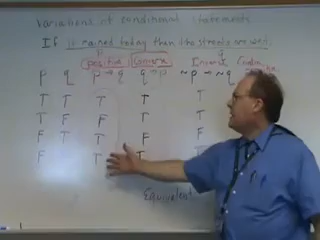 Variations of conditional statements
If it rained today then the streets are wet.
positive Converse Inverse Contra
p q p → q q → p ~p → ~q
T T T T T
T F F T T
F T T F F
F T T T
Equivalent